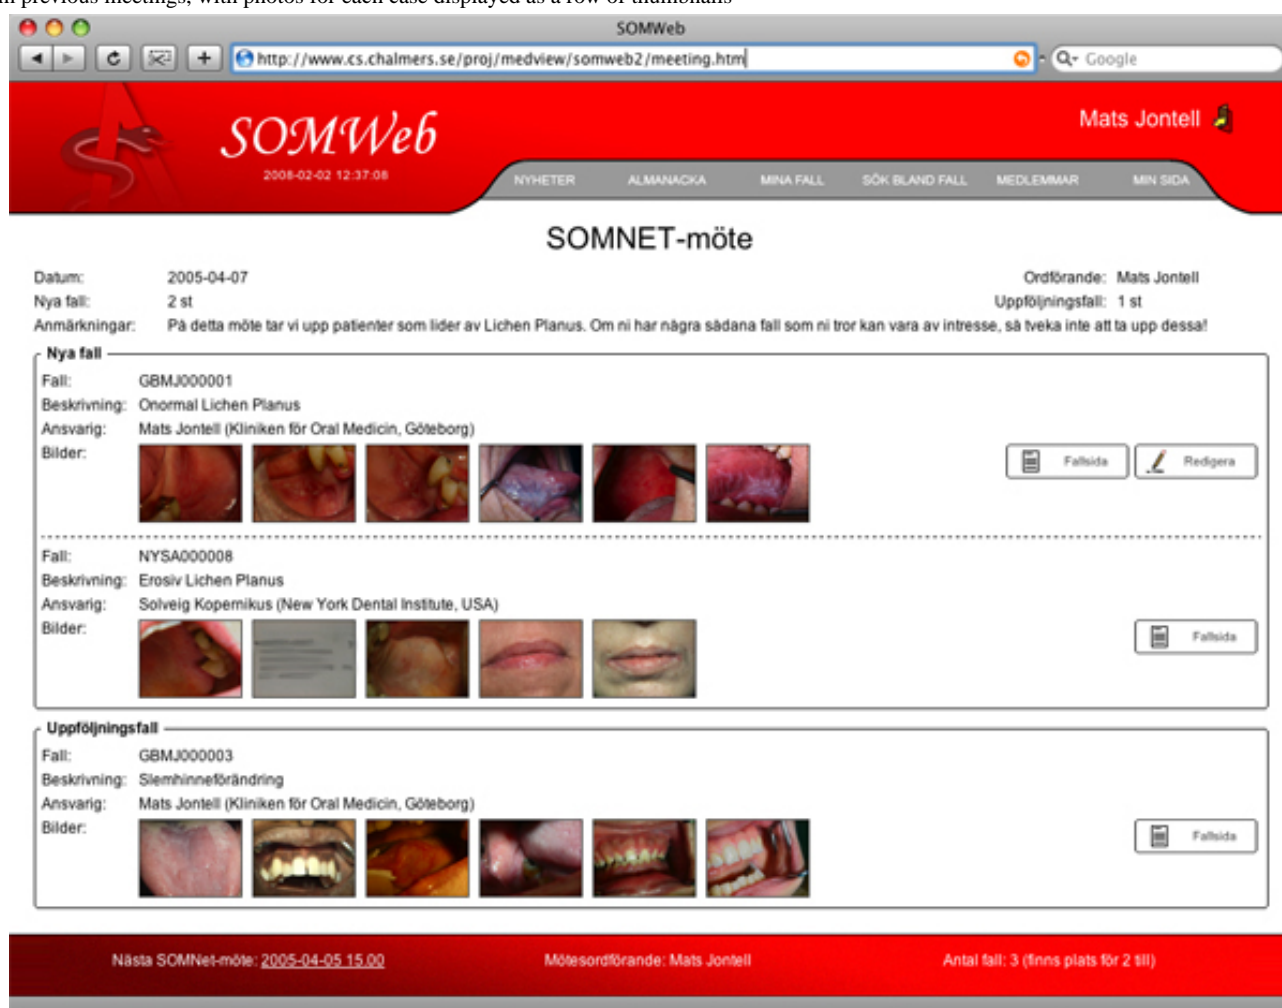 in previous meetings, with photos for each case displayed as a row of thumbnails
SOMWeb
http://www.cs.chalmers.se/proj/medview/somweb2/meeting.htm
Google
SOMWeb
Mats Jontell
2008-02-02 12:37:08
NYHETER ALMANACKA MINA FALL SÖK BLAND FALL MEDLEMMAR MIN SIDA
SOMNET-möte
Datum: 2005-04-07 Ordförande: Mats Jontell
Nya fall: 2 st Uppföljningsfall: 1 st
Anmärkningar: På detta möte tar vi upp patienter som lider av Lichen Planus. Om ni har några sådana fall som ni tror kan vara av intresse, så tveka inte att ta upp dessa!
Nya fall
Fall: GBMJ000001
Beskrivning: Onormal Lichen Planus
Ansvarig: Mats Jontell (Kliniken för Oral Medicin, Göteborg)
Bilder: Fallsida Redigera
Fall: NYSA000008
Beskrivning: Erosiv Lichen Planus
Ansvarig: Solveig Kopernikus (New York Dental Institute, USA)
Bilder: Fallsida
Uppföljningsfall
Fall: GBMJ000003
Beskrivning: Slemhinneförändring
Ansvarig: Mats Jontell (Kliniken för Oral Medicin, Göteborg)
Bilder: Fallsida
Nästa SOMNet-möte: 2005-04-05 15.00 Mötesordförande: Mats Jontell Antal fall: 3 (finns plats för 2 till)